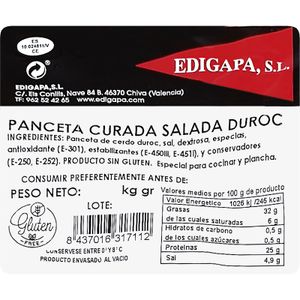 ES
10.024811/V
CE
EDIGAPA, S.L.
EDIGAPA, S.L.
C/. Els Conills, Nave 84 B. 46370 Chiva (Valencia)
Tlf: 962 52 42 65 www.edigapa.com
PANCETA CURADA SALADA DUROC
INGREDIENTES: Panceta de cerdo duroc, sal, dextrosa, especias,
antioxidante (E-301), estabilizantes (E-450III, E-451I), y conservadores
(E-250, E-252). PRODUCTO SIN GLUTEN. Especial para cocinar y plancha.
CONSUMIR PREFERENTEMENTE ANTES DE:
PESO NETO: kg gr
LOTE:
Valores medios por 100 g de producto
Valor Energético 1026 kj /246 kcal
Grasas 32 g
de las cuales saturadas 6 g
Hidratos de carbono 0,5 g
de los cuales azúcares 0,5 g
Proteínas 25 g
Sal 4,9 g
Gluten
FREE
8 437016 317112
CONSERVESE ENTRE 0°Y 8°C
PRODUCTO ENVASADO AL VACIO